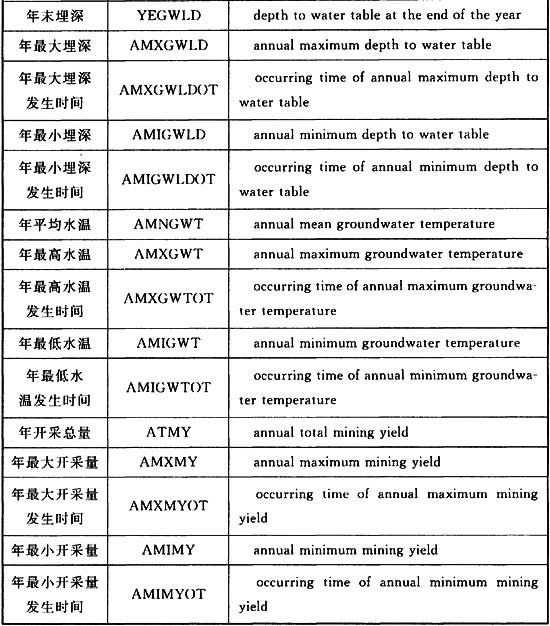 年末埋深 YEGWLD depth to water table at the end of the year
年最大埋深 AMXGWLD annual maximum depth to water table
年最大埋深
发生时间
AMXGWLDOT
occurring time of annual maximum depth to
water table
年最小埋深 AMIGWLD annual minimum depth to water table
年最小埋深
发生时间
AMIGWLDOT
occurring time of annual minimum depth to
water table
年平均水温 AMNGWT annual mean groundwater temperature
年最高水温 AMXGWT annual maximum groundwater temperature
年最高水温
发生时间
AMXGWTOT
occurring time of annual maximum groundwa-
ter temperature
年最低水温 AMIGWT annual minimum groundwater temperature
年最低水
温发生时间
AMIGWTOT
occurring time of annual minimum groundwa-
ter temperature
年开采总量 ATMY annual total mining yield
年最大开采量 AMXMY annual maximum mining yield
年最大开采量
发生时间
AMXMYOT
occurring time of annual maximum mining
yield
年最小开采量 AMIMY annual minimum mining yield
年最小开采量
发生时间
AMIMYOT
occurring time of annual minimum mining
yield